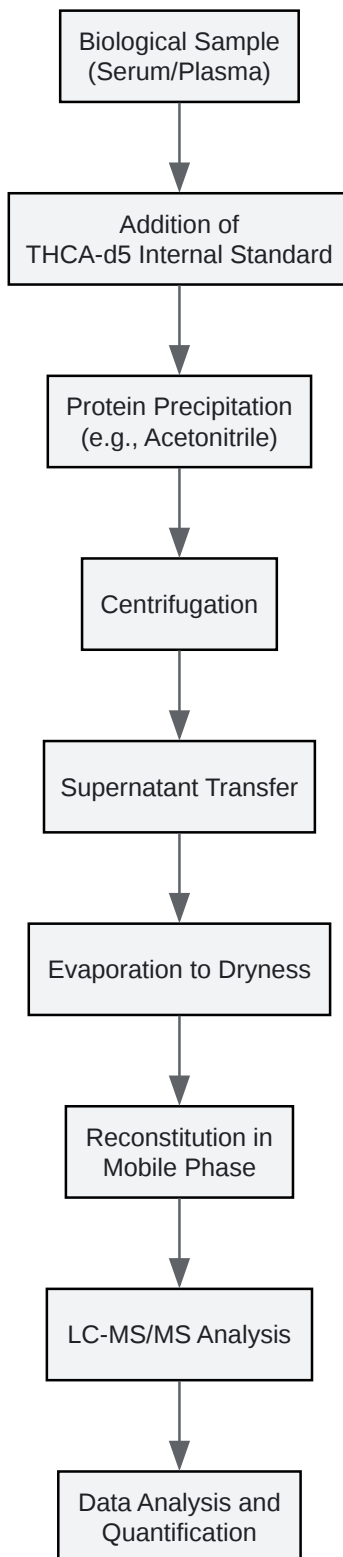 Biological Sample
(Serum/Plasma)
Addition of
THCA-d5 Internal Standard
Protein Precipitation
(e.g., Acetonitrile)
Centrifugation
Supernatant Transfer
Evaporation to Dryness
Reconstitution in
Mobile Phase
LC-MS/MS Analysis
Data Analysis and
Quantification